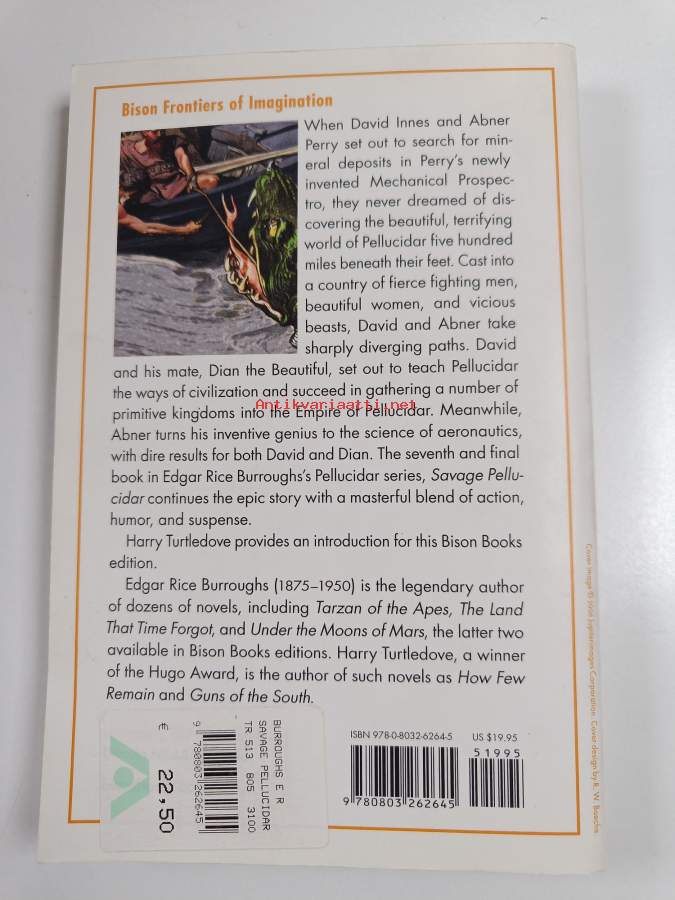 Bison Frontiers of Imagination
When David Innes and Abner
Perry set out to search for min-
eral deposits in Perry's newly
invented Mechanical Prospec-
tro, they never dreamed of dis-
covering the beautiful, terrifying
world of Pellucidar five hundred
miles beneath their feet. Cast into
a country of fierce fighting men,
beautiful women, and vicious
beasts, David and Abner take
sharply diverging paths. David
and his mate, Dian the Beautiful, set out to teach Pellucidar
the ways of civilization and succeed in gathering a number of
primitive kingdoms into the Empire of Pellucidar. Meanwhile,
Antikvariaatti.net
Abner turns his inventive genius to the science of aeronautics,
with dire results for both David and Dian. The seventh and final
book in Edgar Rice Burroughs's Pellucidar series, Savage Pellu-
cidar continues the epic story with a masterful blend of action,
humor, and suspense.
Harry Turtledove provides an introduction for this Bison Books
edition.
Edgar Rice Burroughs (1875–1950) is the legendary author
of dozens of novels, including Tarzan of the Apes, The Land
That Time Forgot, and Under the Moons of Mars, the latter two
available in Bison Books editions. Harry Turtledove, a winner
of the Hugo Award, is the author of such novels as How Few
Remain and Guns of the South.
BURROUGHS E R
SAVAGE PELLUCIDAR
TR 513 805 3100
9 780803 262645
€ 22,50
ISBN 978-0-8032-6264-5 US $19.95
51995
9 780803 262645
Cover image © 2006 Jupiterimages Corporation. Cover design by R. W. Boeche.